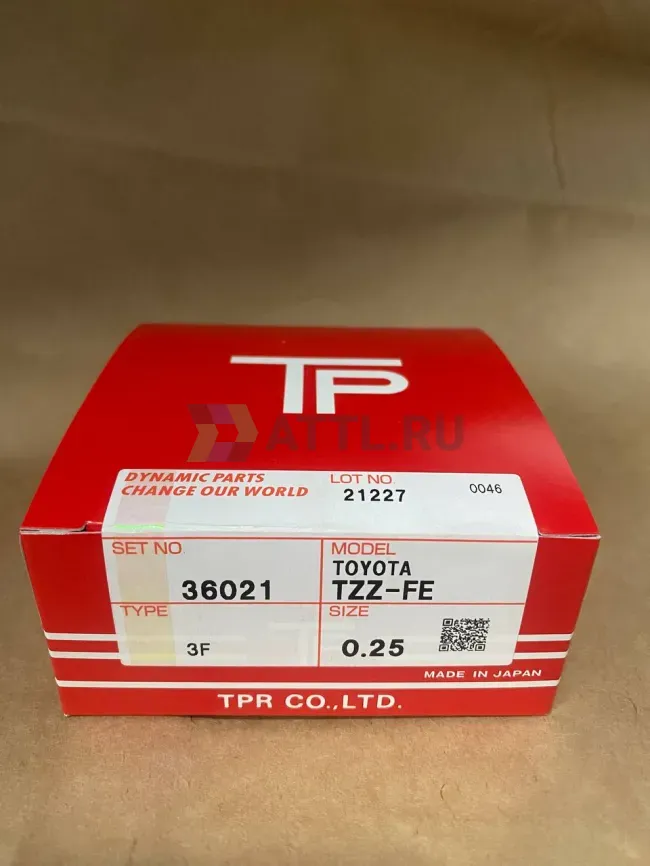 TP
ATTL.RU
DYNAMIC PARTS
CHANGE OUR WORLD
LOT NO.
21227
0046
SET NO.
36021
MODEL
TOYOTA
TZZ-FE
TYPE
3F
SIZE
0.25
MADE IN JAPAN
TPR CO.,LTD.